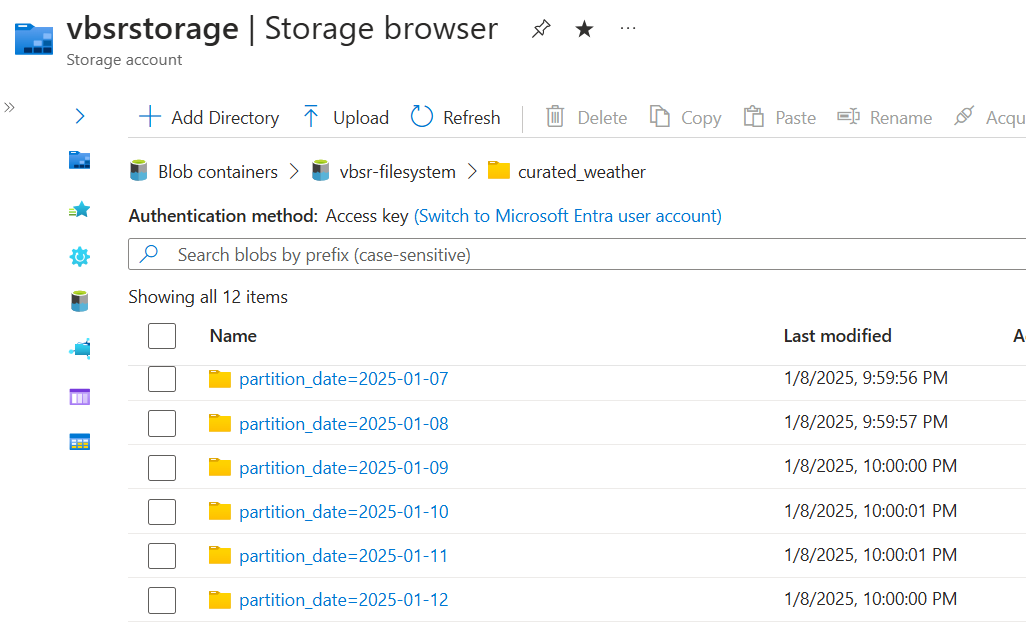 vbsrstorage | Storage browser
Storage account
Add Directory Upload Refresh Delete Copy Paste Rename Acqu
Blob containers > vbsr-filesystem > curated_weather
Authentication method: Access key (Switch to Microsoft Entra user account)
Search blobs by prefix (case-sensitive)
Showing all 12 items
Name Last modified A
partition_date=2025-01-07 1/8/2025, 9:59:56 PM
partition_date=2025-01-08 1/8/2025, 9:59:57 PM
partition_date=2025-01-09 1/8/2025, 10:00:00 PM
partition_date=2025-01-10 1/8/2025, 10:00:01 PM
partition_date=2025-01-11 1/8/2025, 10:00:01 PM
partition_date=2025-01-12 1/8/2025, 10:00:00 PM